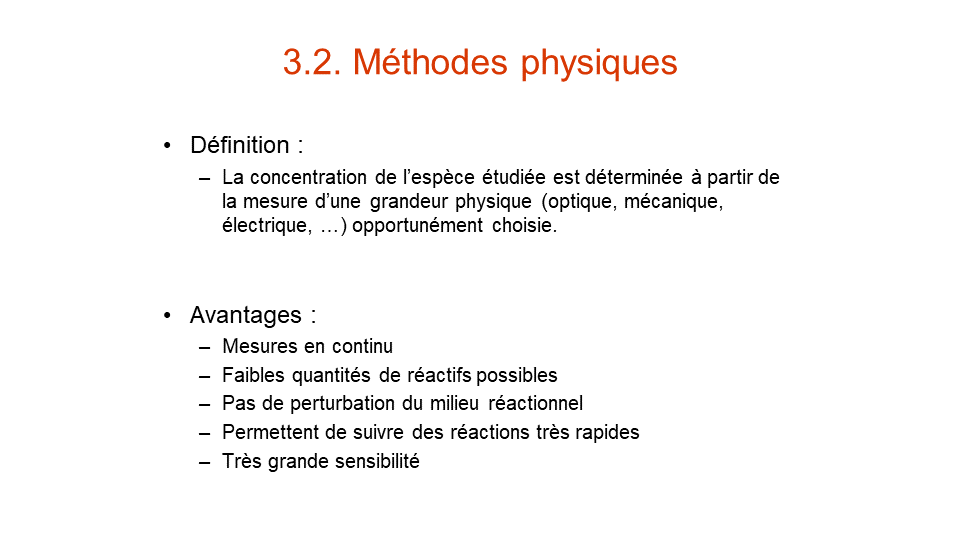 3.2. Méthodes physiques
• Définition :
– La concentration de l’espèce étudiée est déterminée à partir de
la mesure d’une grandeur physique (optique, mécanique,
électrique, …) opportunément choisie.
• Avantages :
– Mesures en continu
– Faibles quantités de réactifs possibles
– Pas de perturbation du milieu réactionnel
– Permettent de suivre des réactions très rapides
– Très grande sensibilité